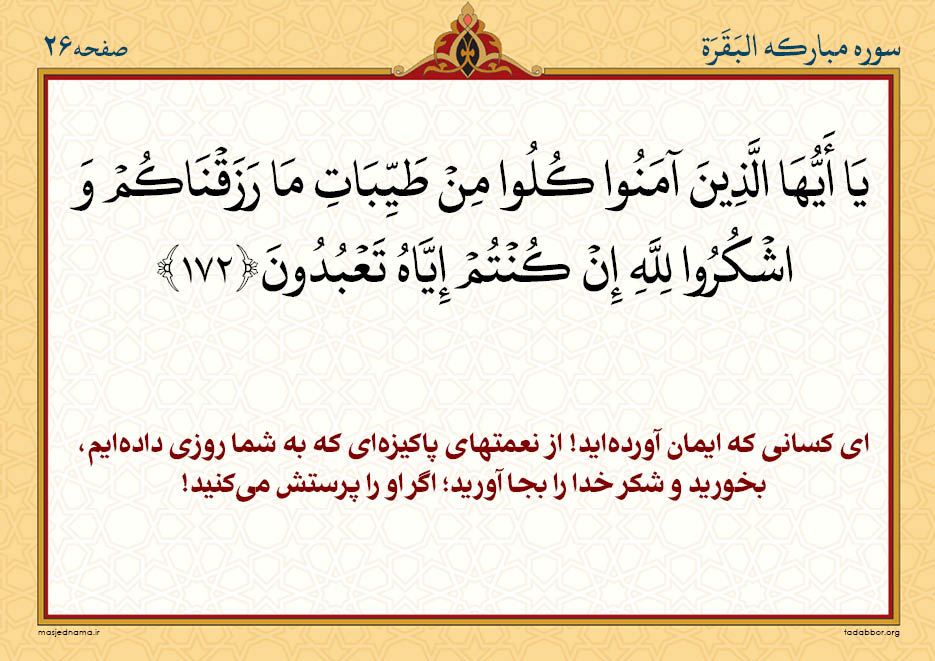 سوره مبارکه البَقَرَة
صفحه۲۶
يَا أَيُّهَا الَّذِينَ آمَنُوا كُلُوا مِنْ طَيِّبَاتِ مَا رَزَقْنَاكُمْ وَ
اشْكُرُوا لِلَّهِ إِنْ كُنْتُمْ إِيَّاهُ تَعْبُدُونَ﴿۱۷۲﴾
ای کسانی که ایمان آورده‌اید! از نعمتهای پاکیزه‌ای که به شما روزی داده‌ایم،
بخورید و شکر خدا را بجا آورید؛ اگر او را پرستش می‌کنید!
masjednama.ir
tadabbor.org